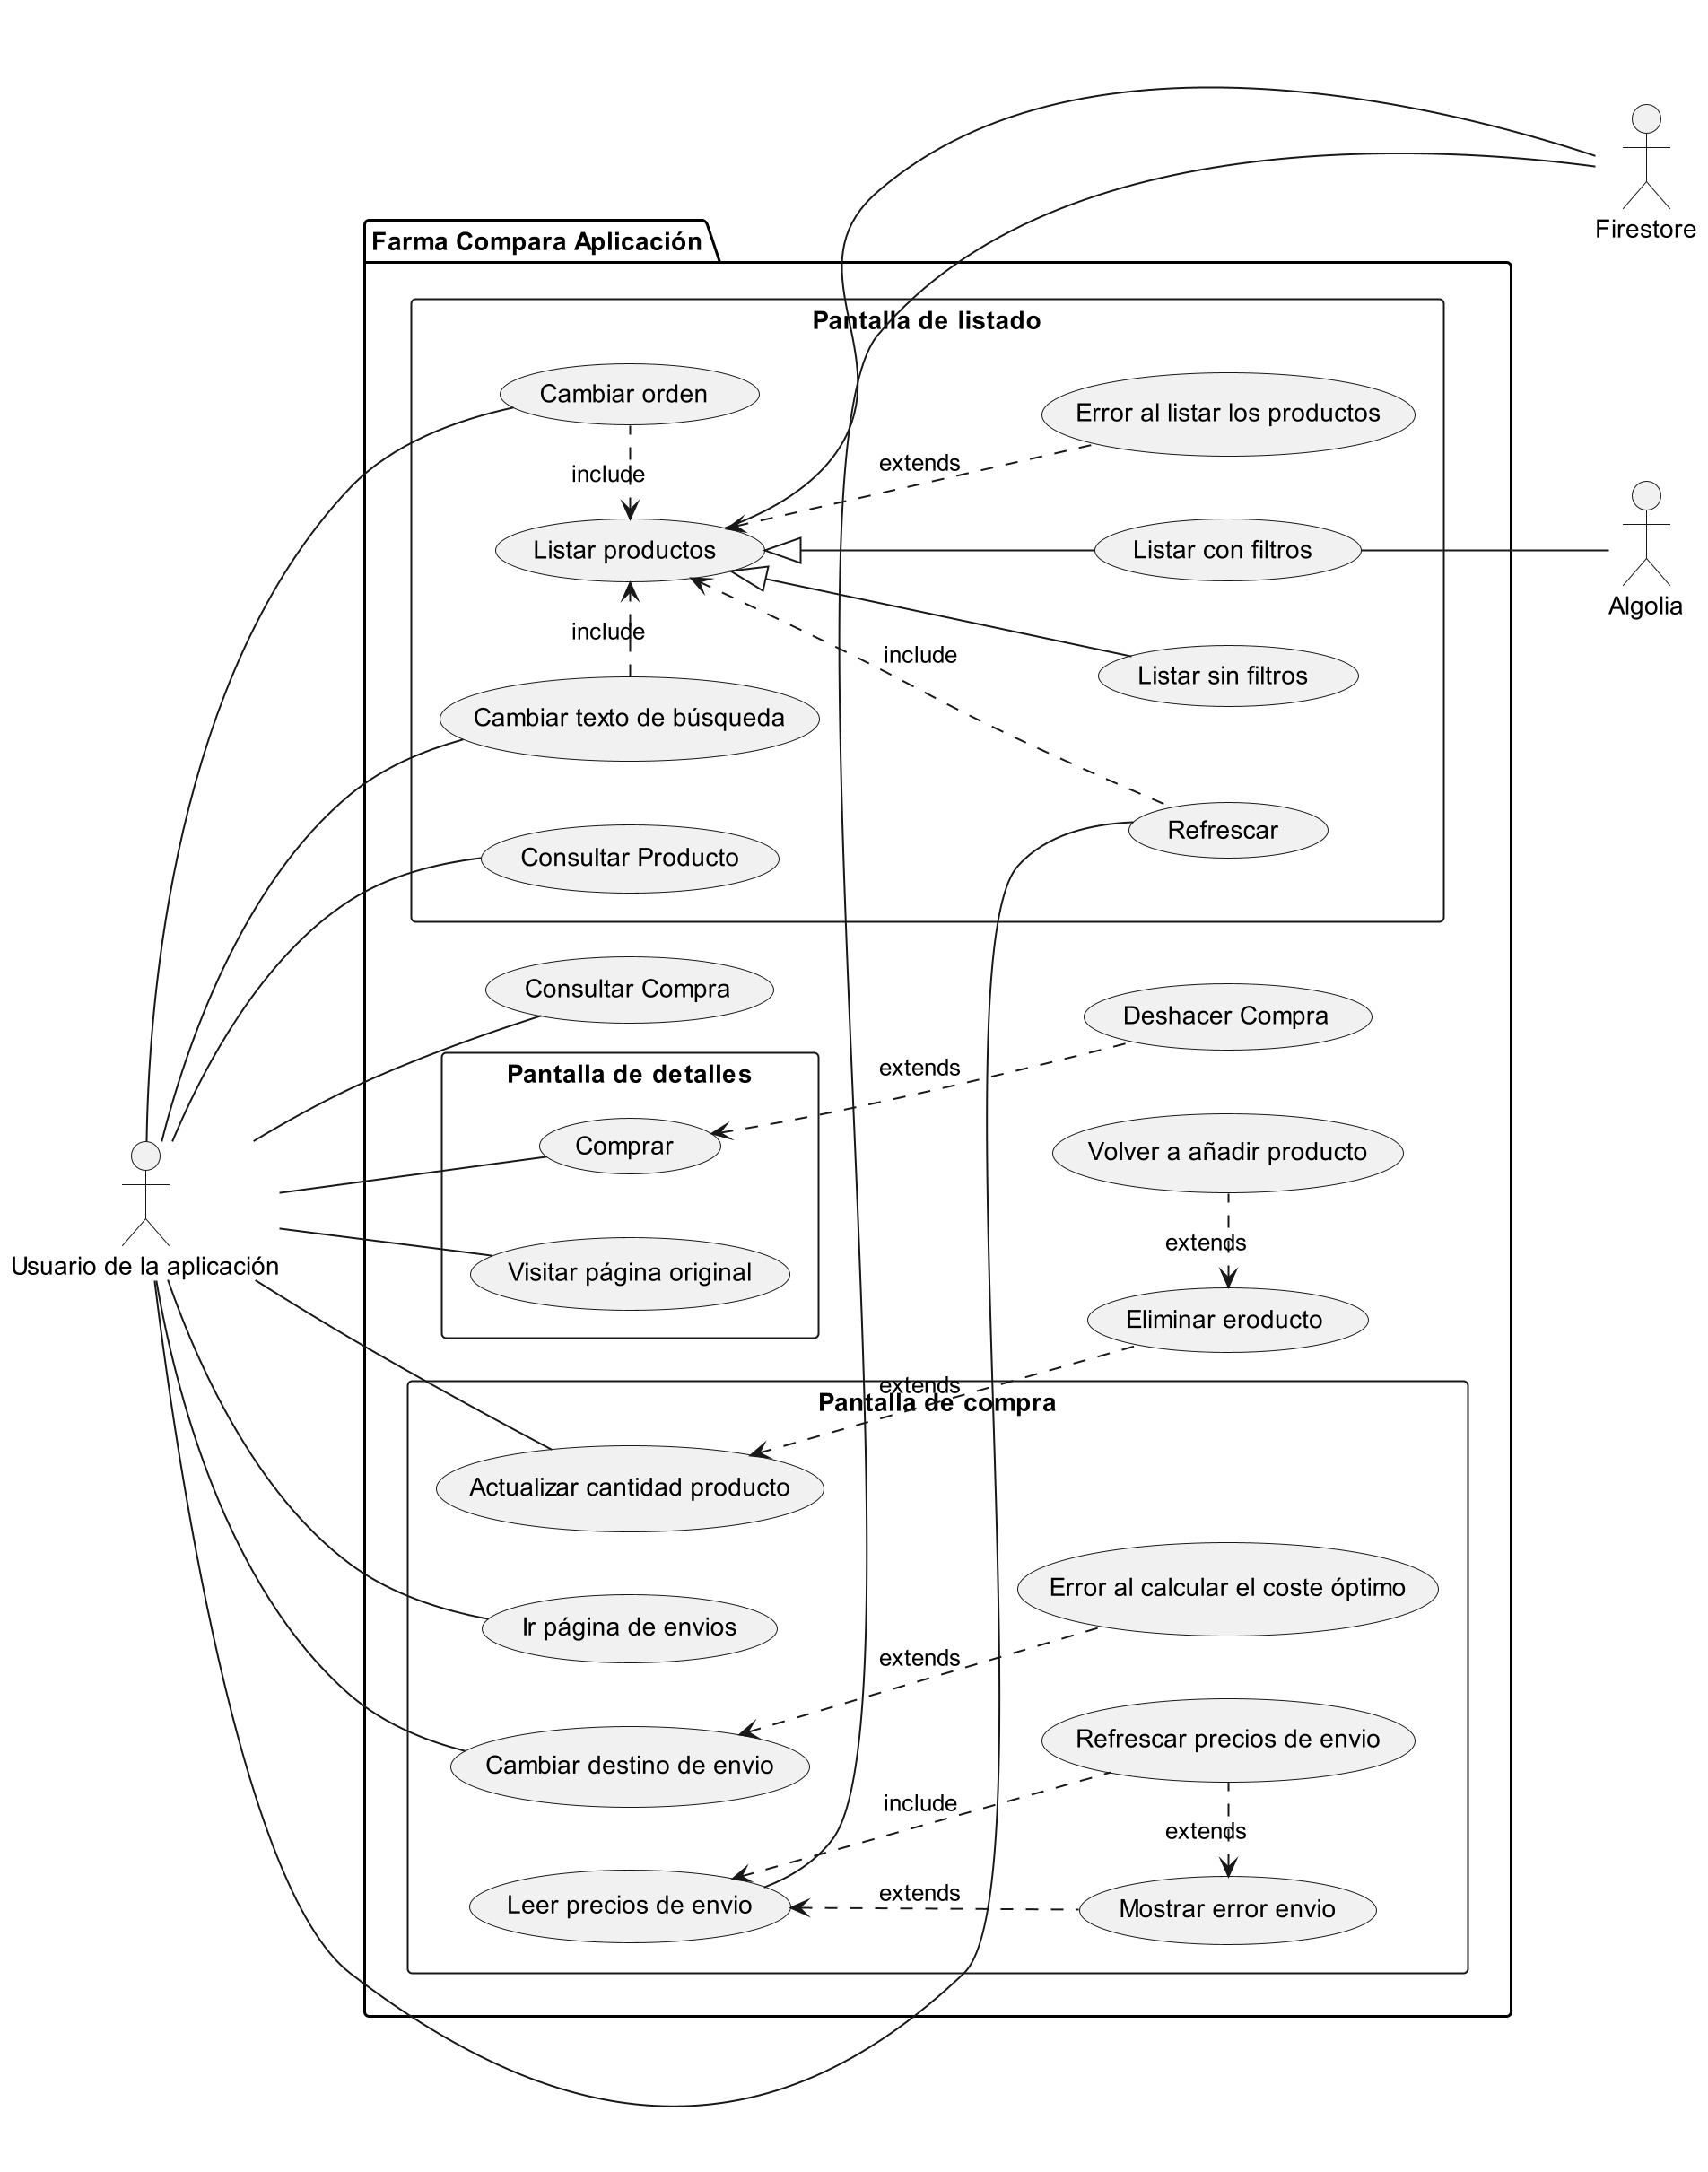 Firestore
Farma Compara Aplicación
Pantalla de listado
Cambiar orden
Error al listar los productos
extends
include
Listar productos
Listar con filtros
Algolia
include
include
Listar sin filtros
Cambiar texto de búsqueda
Refrescar
Consultar Producto
Consultar Compra
Deshacer Compra
extends
Pantalla de detalles
Comprar
Volver a añadir producto
extends
Usuario de la aplicación
Visitar página original
Eliminar eroducto
extends
Pantalla de compra
Actualizar cantidad producto
Error al calcular el coste óptimo
Ir página de envios
extends
Refrescar precios de envio
Cambiar destino de envio
include
extends
extends
Leer precios de envio
Mostrar error envio